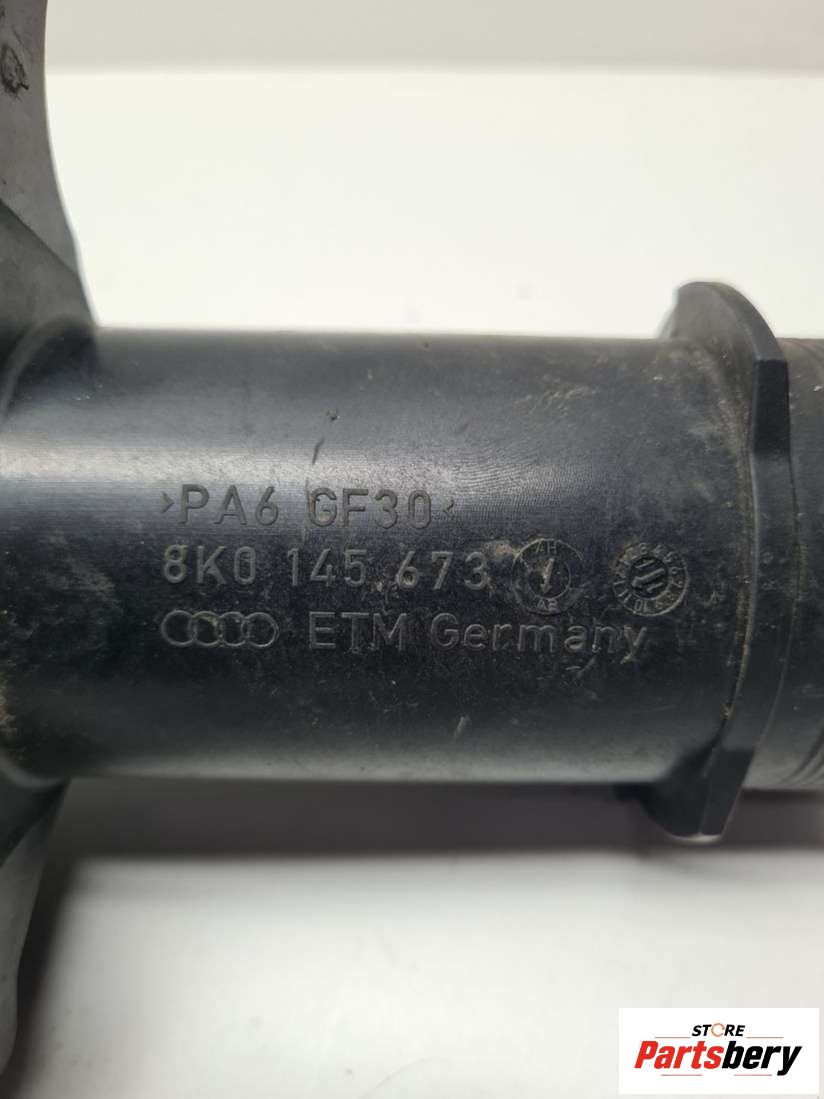 >PA6 GF30<
8K0 145 673
ETM Germany
STORE
Partsbery